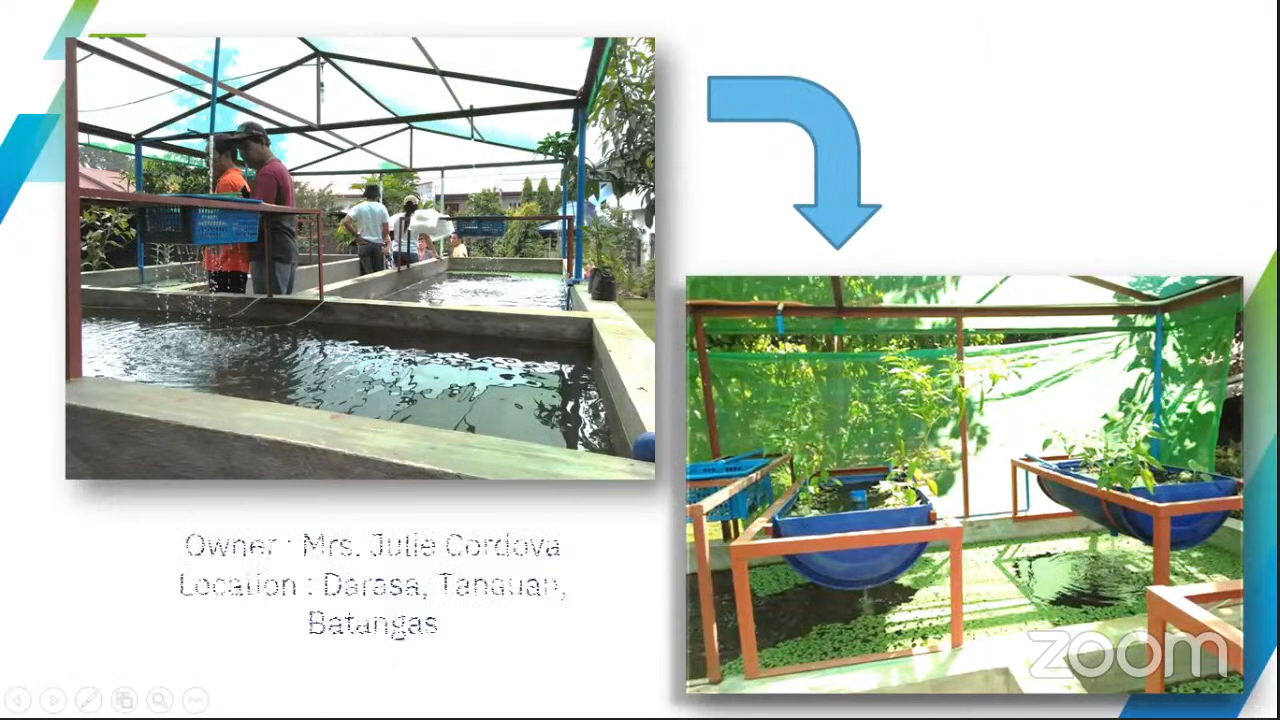 Owner : Mrs. Julie Cordova
Location : Darasa, Tanauan,
Batangas
zoom